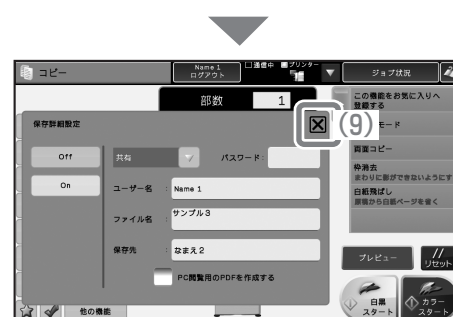 コピー
Name 1
ログアウト
通信中
プリンター
ジョブ状況
部数
1
この機能をお気に入りへ
登録する
保存詳細設定
(9)
モード
Off
共有
パスワード:
両面コピー
枠消去
まわりに影ができないようにす
On
ユーザー名
:
Name 1
白紙飛ばし
原稿から白紙ページを省く
ファイル名
:
サンプル3
保存先
:
なまえ2
プレビュー
リセット
PC閲覧用のPDFを作成する
他の機能
白黒
スタート
カラー
スタート